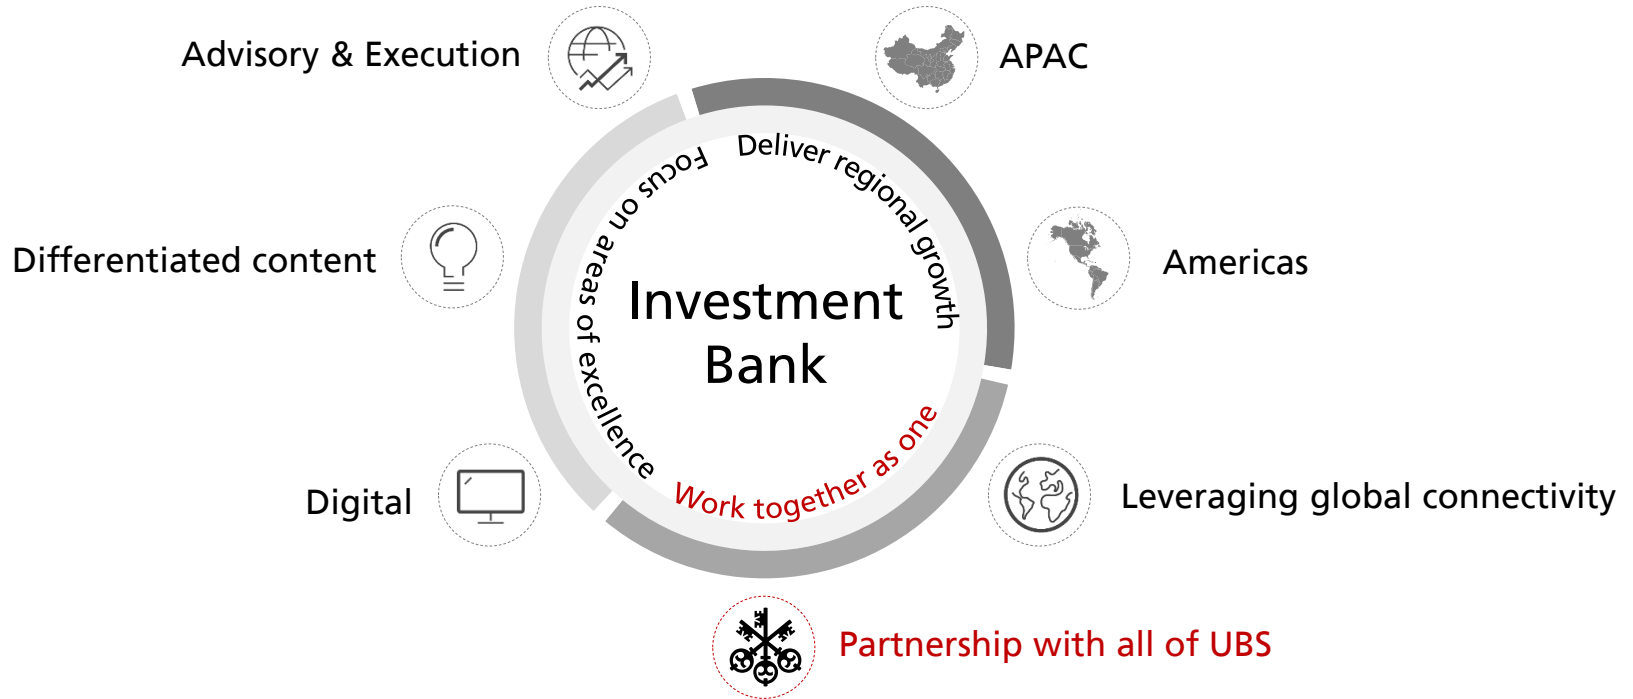 Advisory & Execution
APAC
Focus on areas of excellence
Deliver regional growth
Differentiated content
Americas
Investment
Bank
Work together as one
Digital
Leveraging global connectivity
Partnership with all of UBS